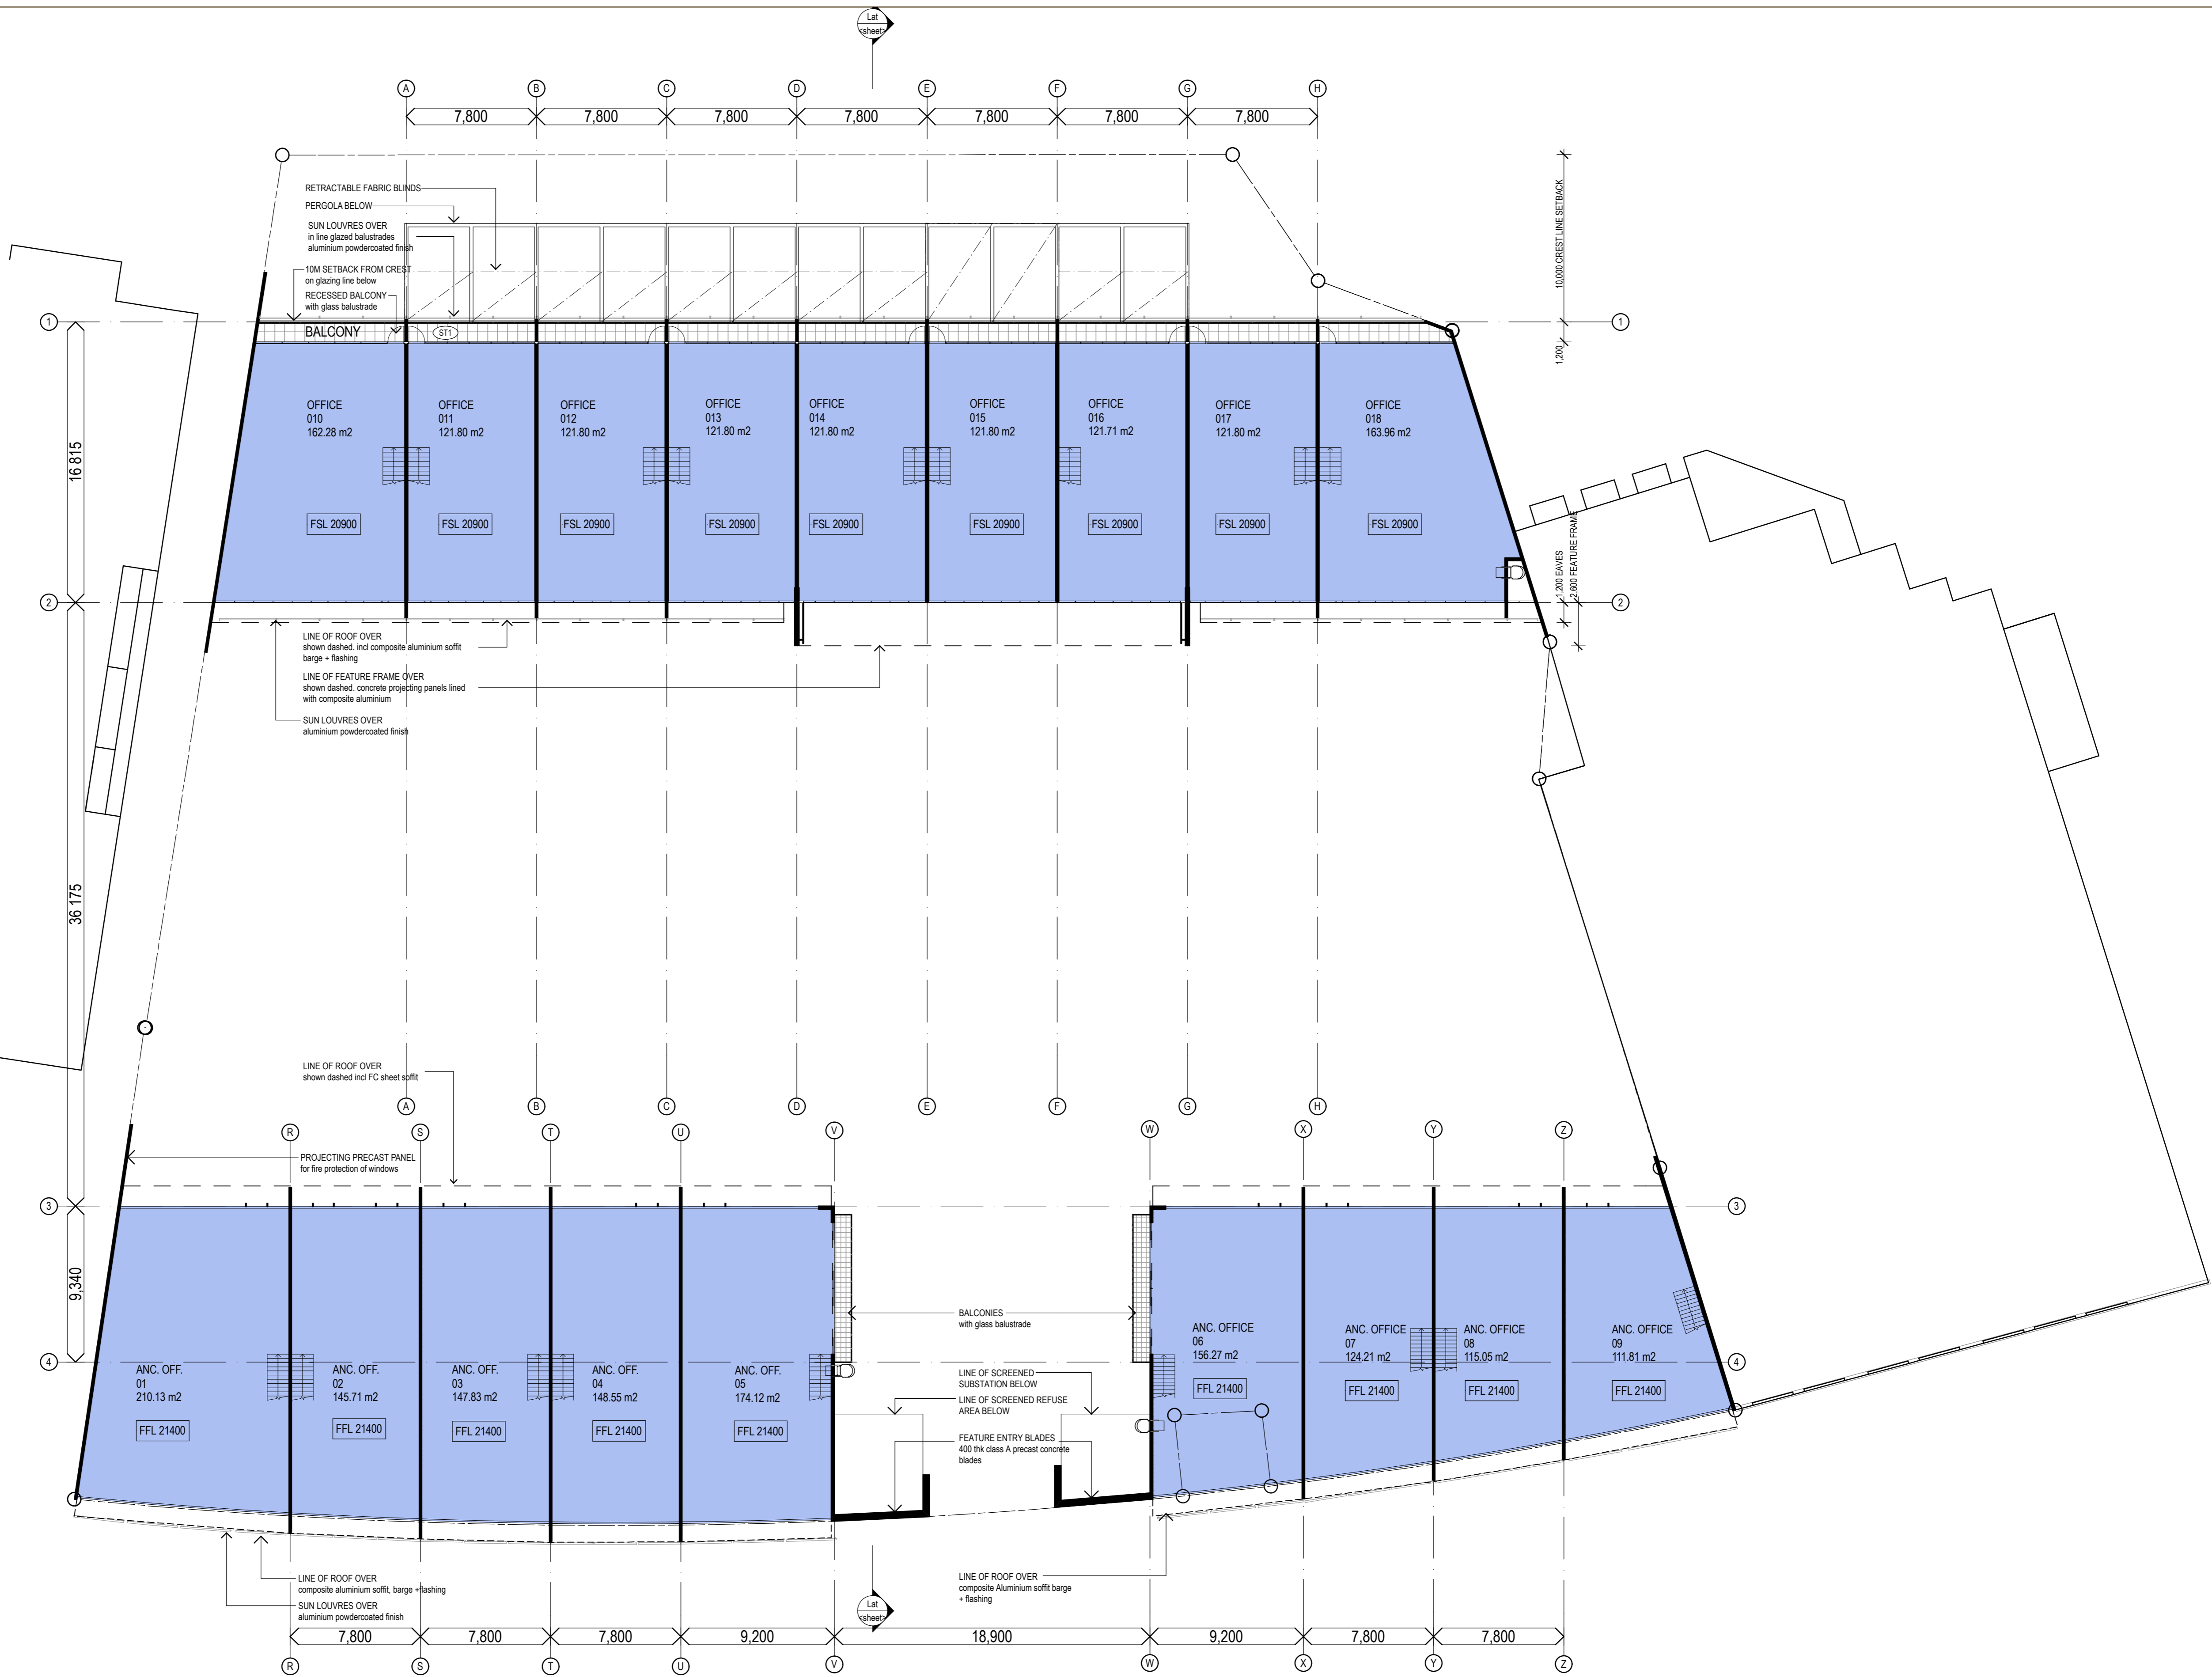 Lat
<sheet>
A
B
C
D
E
F
G
H
7,800
7,800
7,800
7,800
7,800
7,800
7,800
RETRACTABLE FABRIC BLINDS
PERGOLA BELOW
SUN LOUVRES OVER
in line glazed balustrades
aluminium powdercoated finish
10M SETBACK FROM CREST
on glazing line below
RECESSED BALCONY
with glass balustrade
10,000 CREST LINE SETBACK
1,200
1
BALCONY
ST1
1
16 815
OFFICE
010
162.28 m2
FSL 20900
OFFICE
011
121.80 m2
FSL 20900
OFFICE
012
121.80 m2
FSL 20900
OFFICE
013
121.80 m2
FSL 20900
OFFICE
014
121.80 m2
FSL 20900
OFFICE
015
121.80 m2
FSL 20900
OFFICE
016
121.71 m2
FSL 20900
OFFICE
017
121.80 m2
FSL 20900
OFFICE
018
163.96 m2
FSL 20900
1,200 EAVES
2,600 FEATURE FRAME
2
2
LINE OF ROOF OVER
shown dashed. incl composite aluminium soffit
barge + flashing
LINE OF FEATURE FRAME OVER
shown dashed. concrete projecting panels lined
with composite aluminium
SUN LOUVRES OVER
aluminium powdercoated finish
36 175
LINE OF ROOF OVER
shown dashed incl FC sheet soffit
A
B
C
D
E
F
G
H
R
S
T
U
V
W
X
Y
Z
PROJECTING PRECAST PANEL
for fire protection of windows
3
3
9,340
4
4
ANC. OFF.
01
210.13 m2
FFL 21400
ANC. OFF.
02
145.71 m2
FFL 21400
ANC. OFF.
03
147.83 m2
FFL 21400
ANC. OFF.
04
148.55 m2
FFL 21400
ANC. OFF.
05
174.12 m2
FFL 21400
BALCONIES
with glass balustrade
LINE OF SCREENED
SUBSTATION BELOW
LINE OF SCREENED REFUSE
AREA BELOW
FEATURE ENTRY BLADES
400 thk class A precast concrete
blades
ANC. OFFICE
06
156.27 m2
FFL 21400
ANC. OFFICE
07
124.21 m2
FFL 21400
ANC. OFFICE
08
115.05 m2
FFL 21400
ANC. OFFICE
09
111.81 m2
FFL 21400
LINE OF ROOF OVER
composite aluminium soffit, barge +flashing
SUN LOUVRES OVER
aluminium powdercoated finish
LINE OF ROOF OVER
composite Aluminium soffit barge
+ flashing
Lat
<sheet>
7,800
7,800
7,800
9,200
18,900
9,200
7,800
7,800
R
S
T
U
V
W
X
Y
Z